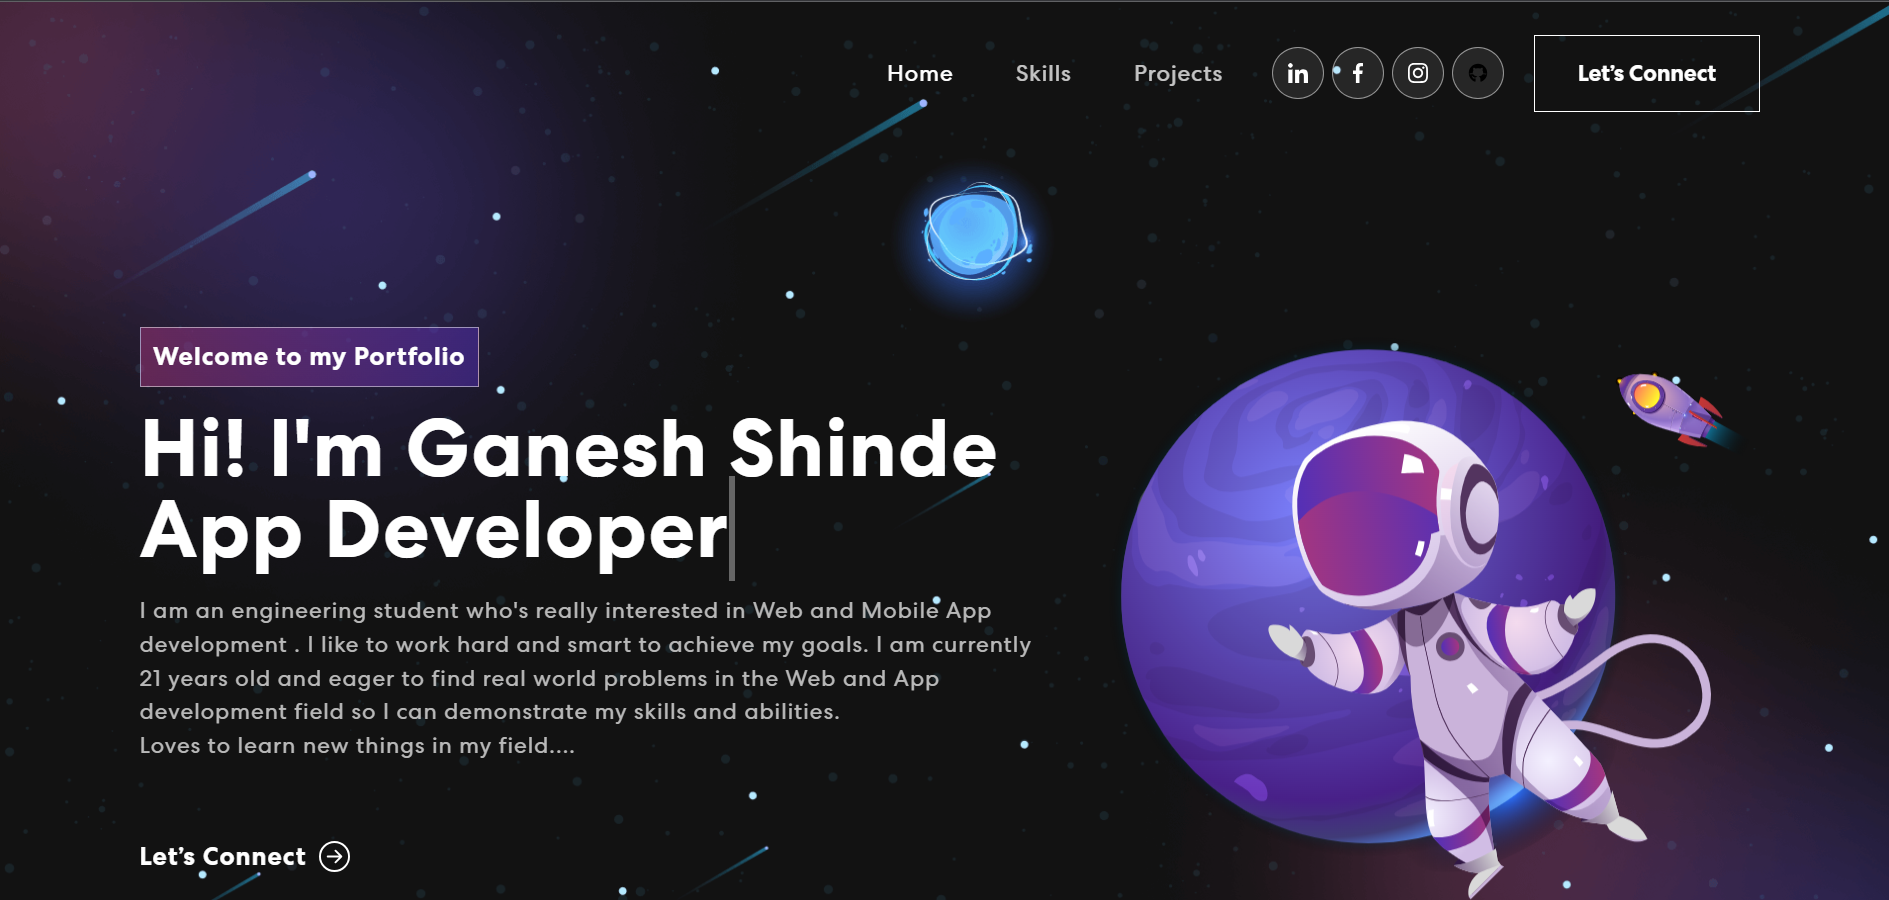 Home Skills Projects in f Let's Connect
Welcome to my Portfolio
Hi! I'm Ganesh Shinde
App Developer
I am an engineering student who's really interested in Web and Mobile App
development . I like to work hard and smart to achieve my goals. I am currently
21 years old and eager to find real world problems in the Web and App
development field so I can demonstrate my skills and abilities.
Loves to learn new things in my field....
Let's Connect